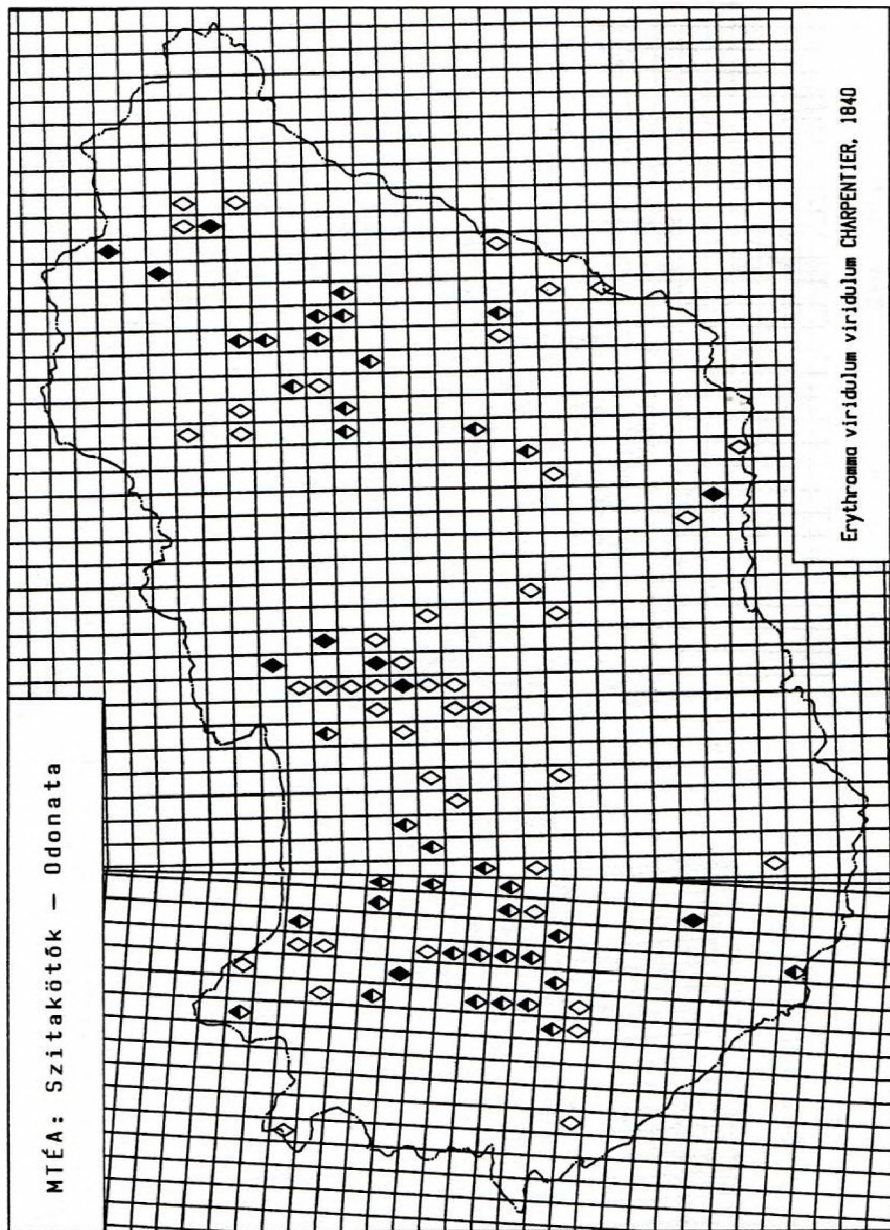 MTÉA: Szitakötők — Odonata
Erythromma viridulum viridulum CHARPENTIER, 1840